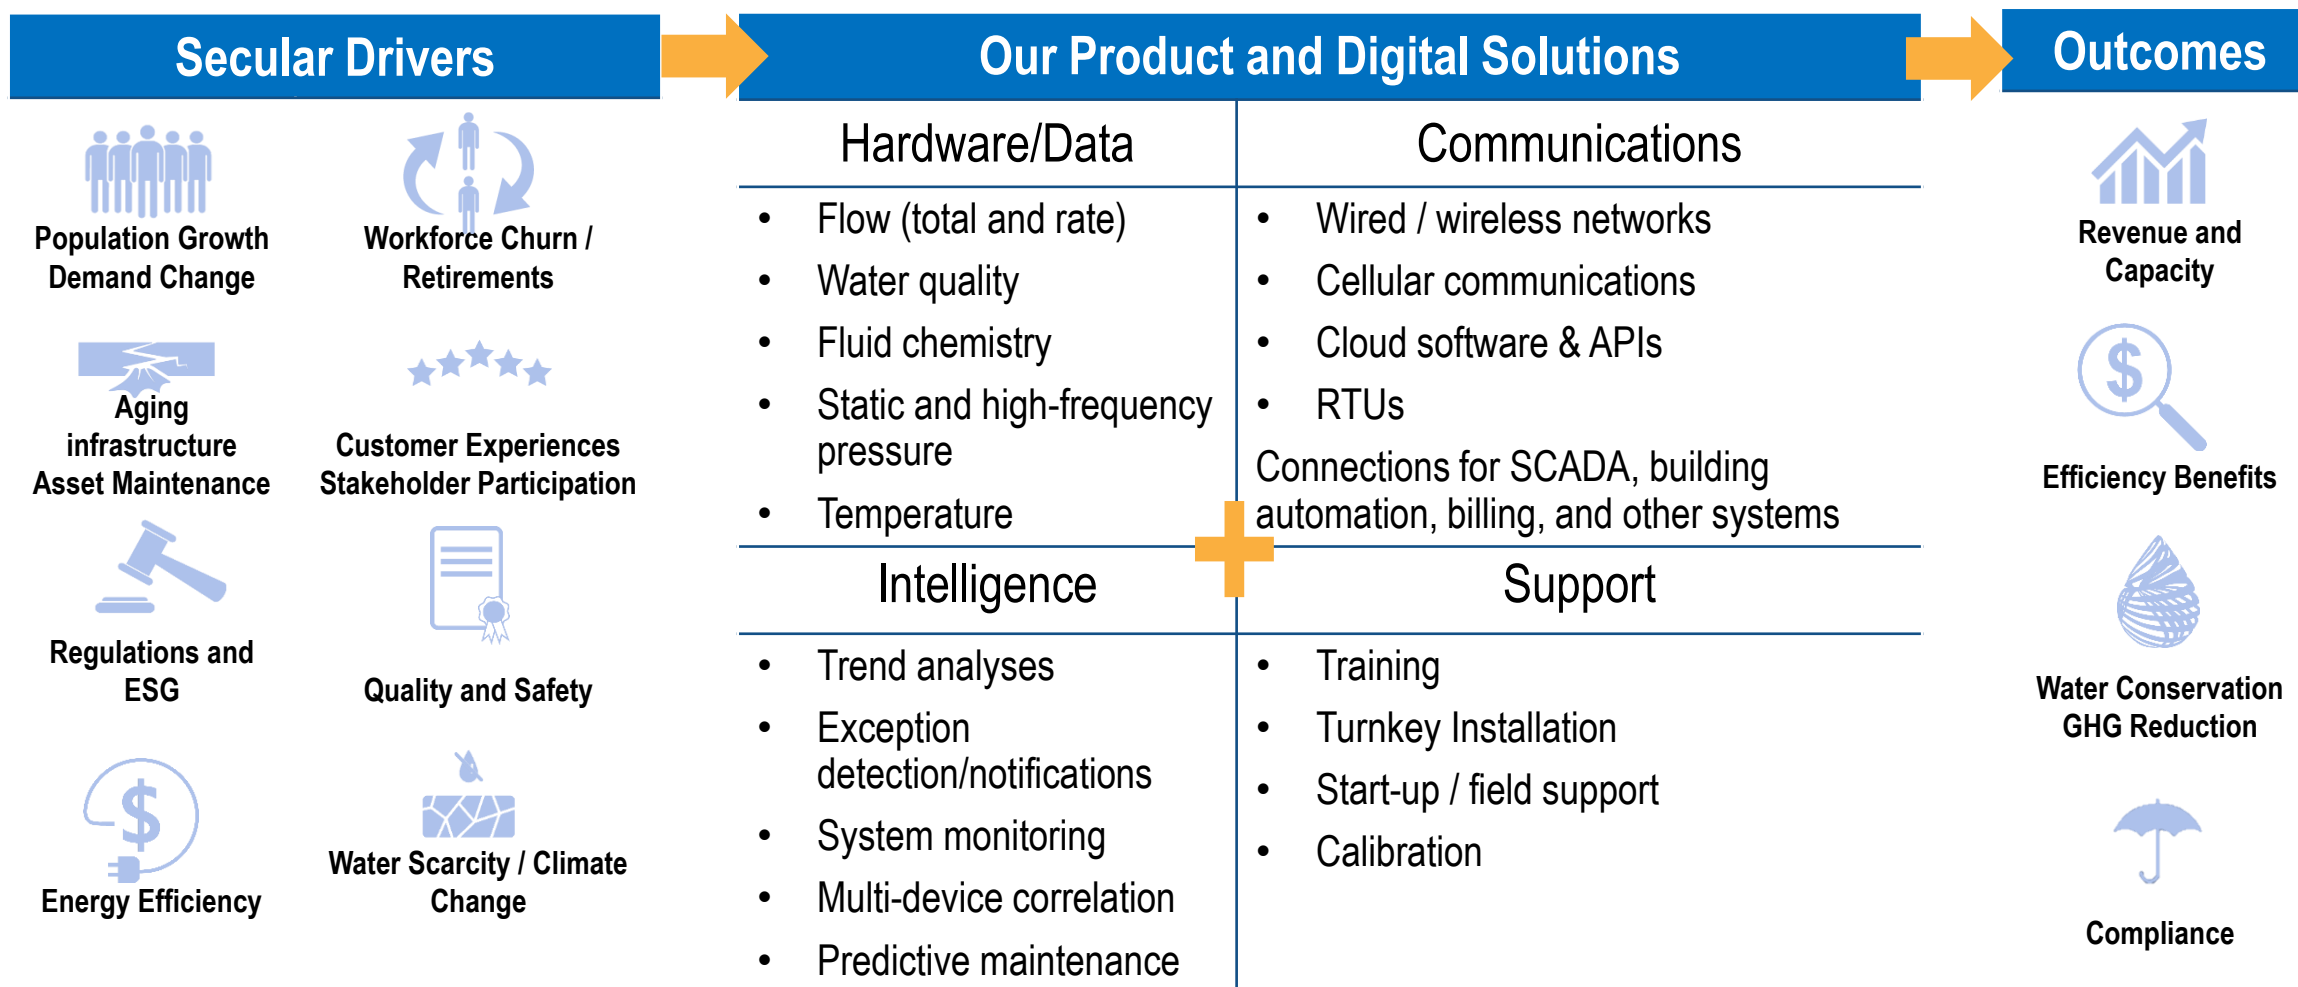 Secular Drivers
Population Growth
Demand Change
Workforce Churn /
Retirements
Aging
infrastructure
Asset Maintenance
Customer Experiences
Stakeholder Participation
Regulations and
ESG
Quality and Safety
$
Energy Efficiency
Water Scarcity / Climate
Change
Our Product and Digital Solutions
Hardware/Data
• Flow (total and rate)
• Water quality
• Fluid chemistry
• Static and high-frequency
pressure
• Temperature
Communications
• Wired / wireless networks
• Cellular communications
• Cloud software & APIs
• RTUs
Connections for SCADA, building
automation, billing, and other systems
Intelligence
• Trend analyses
• Exception
detection/notifications
• System monitoring
• Multi-device correlation
• Predictive maintenance
Support
• Training
• Turnkey Installation
• Start-up / field support
• Calibration
Outcomes
Revenue and
Capacity
$
Efficiency Benefits
Water Conservation
GHG Reduction
Compliance